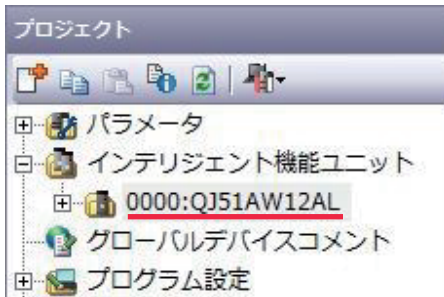 プロジェクト
パラメータ
インテリジェント機能ユニット
0000:QJ51AW12AL
グローバルデバイスコメント
プログラム設定